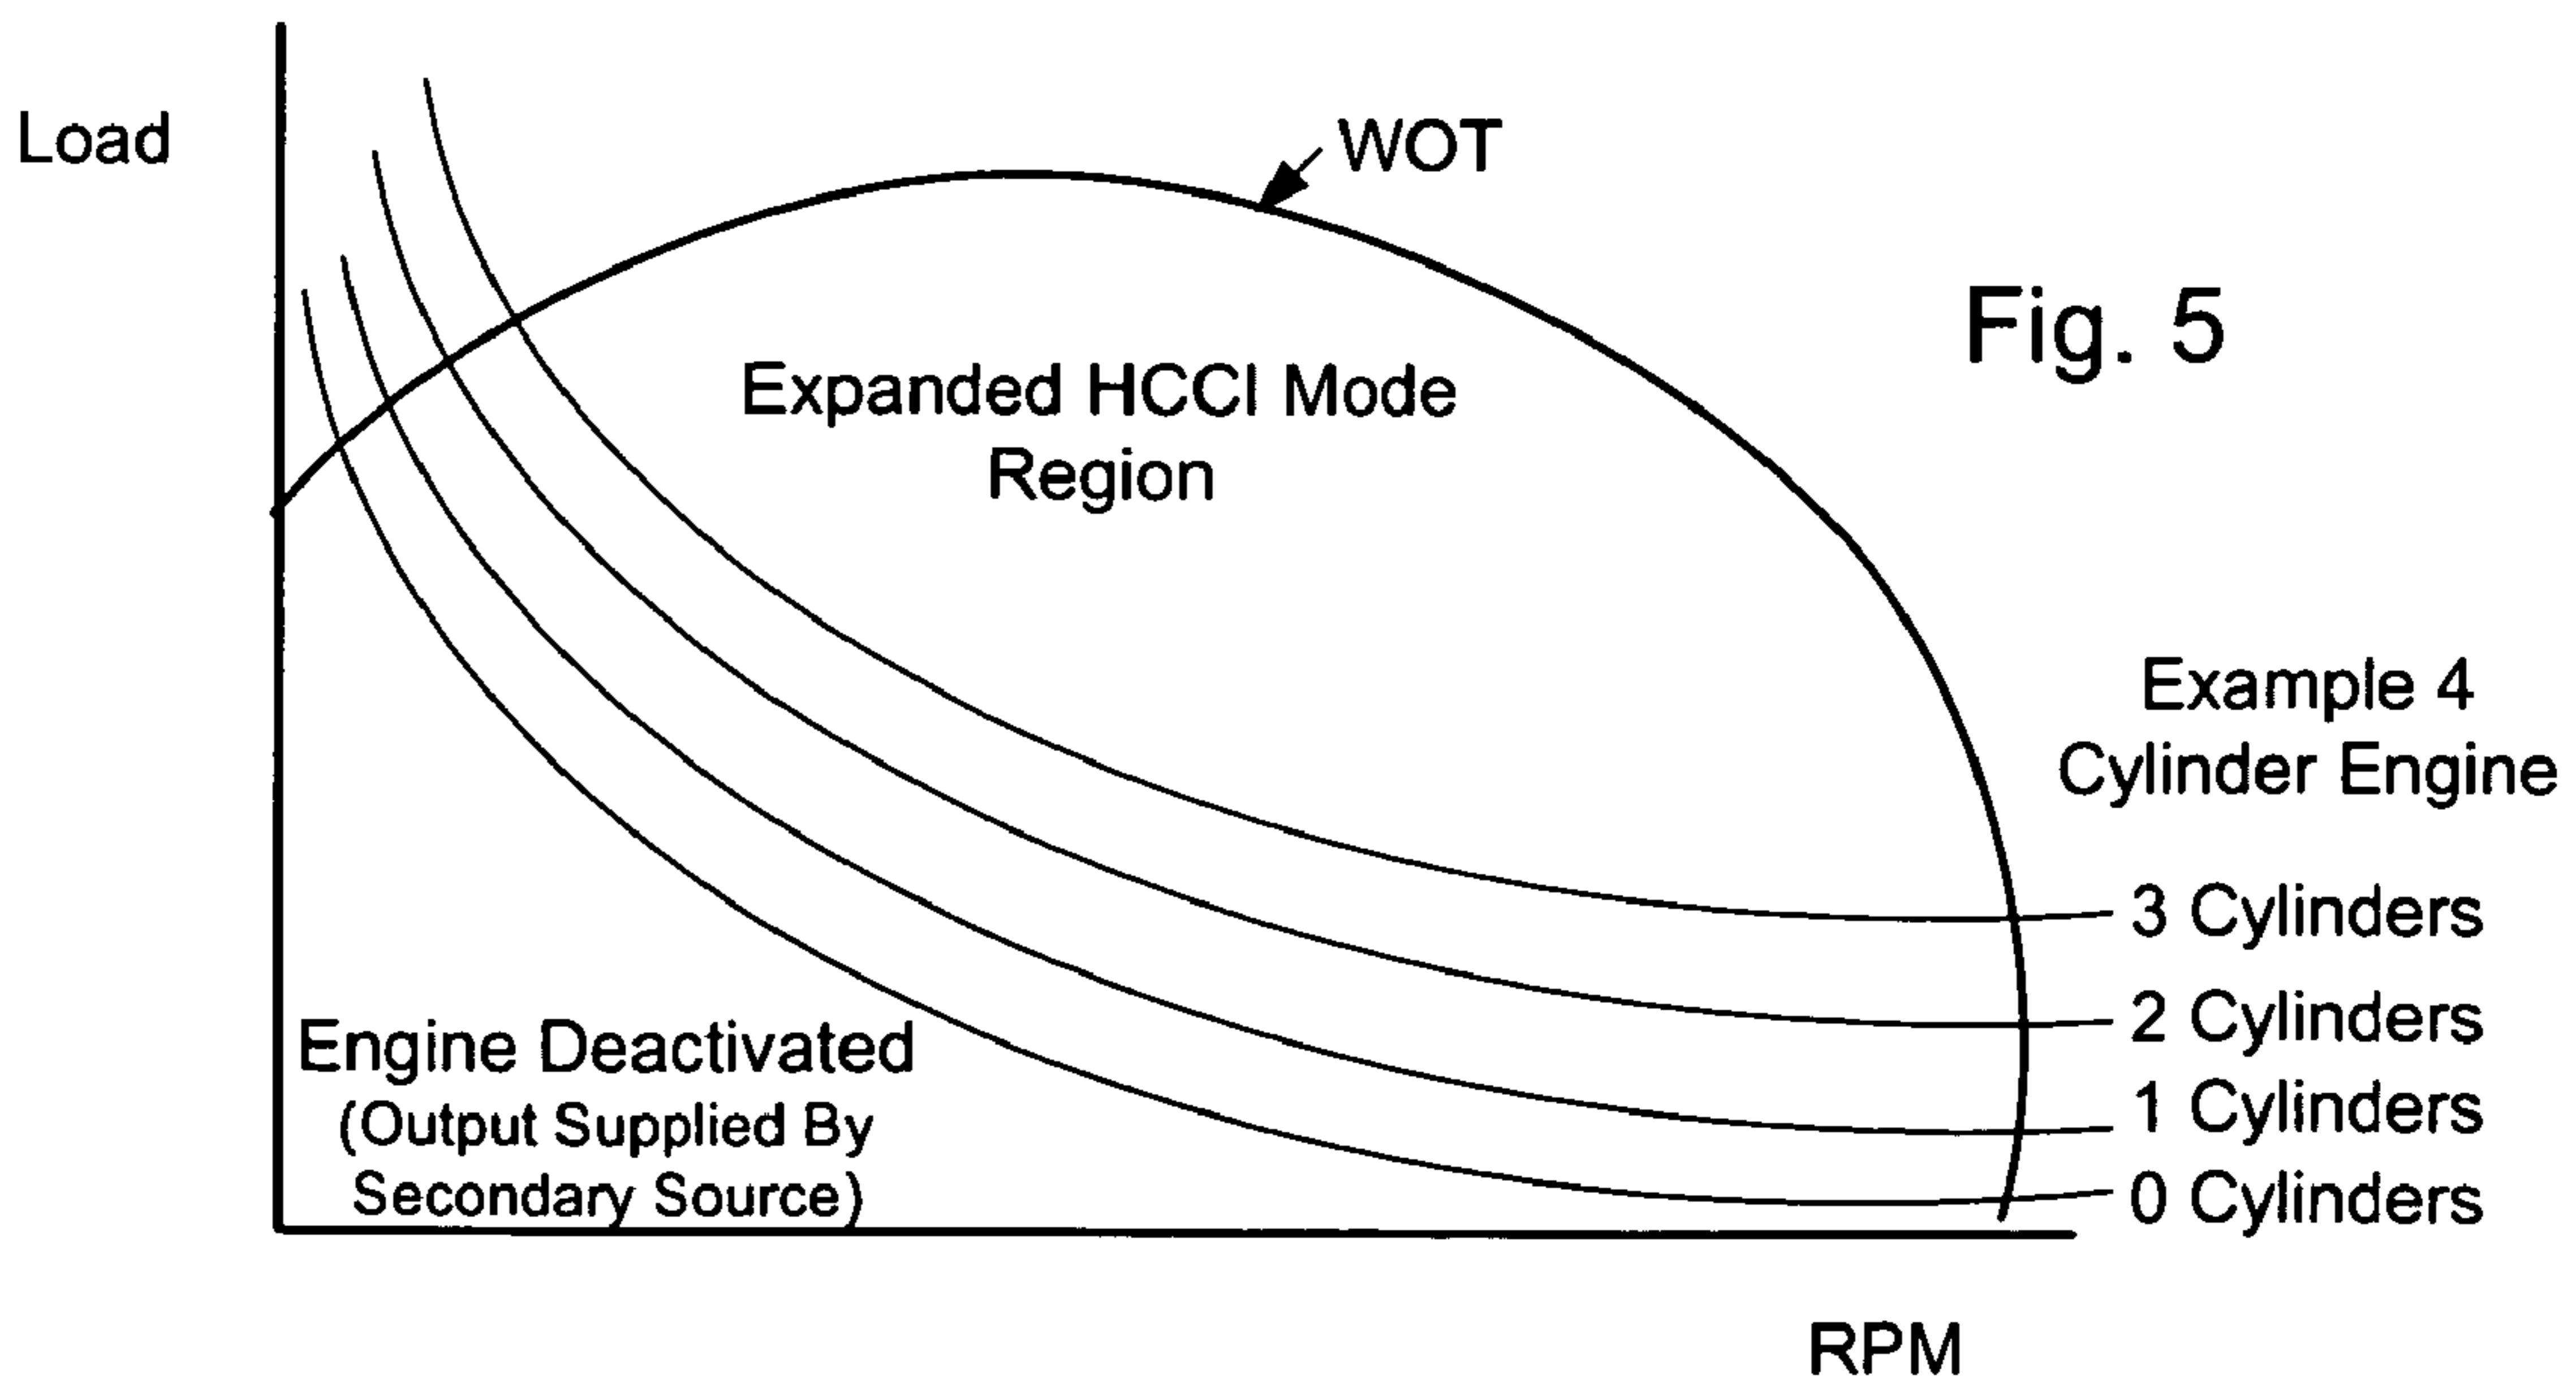 Load
WOT
Fig. 5
Expanded HCCI Mode
Region
Example 4
Cylinder Engine
3 Cylinders
2 Cylinders
1 Cylinders
0 Cylinders
Engine Deactivated
(Output Supplied By
Secondary Source)
RPM